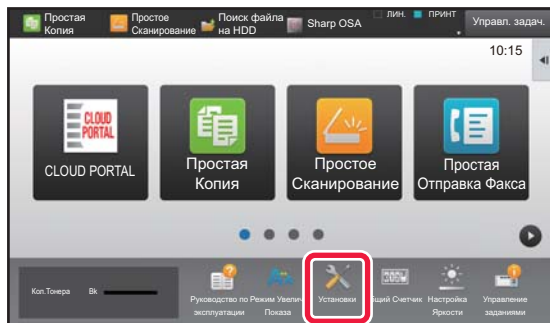 Простая
Копия
Простое
Сканирование
Поиск файла
на HDD
Sharp OSA
ЛИН.
ПРИНТ
Управл. задач.
10:15
CLOUD
PORTAL
CLOUD PORTAL
Простая
Копия
Простое
Сканирование
Простая
Отправка Факса
Кол.Тонера Bk
Руководство по
эксплуатации
Режим Увелич
Показа
Установки
бщий Счетчик
Настройка
Яркости
Управление
заданиями